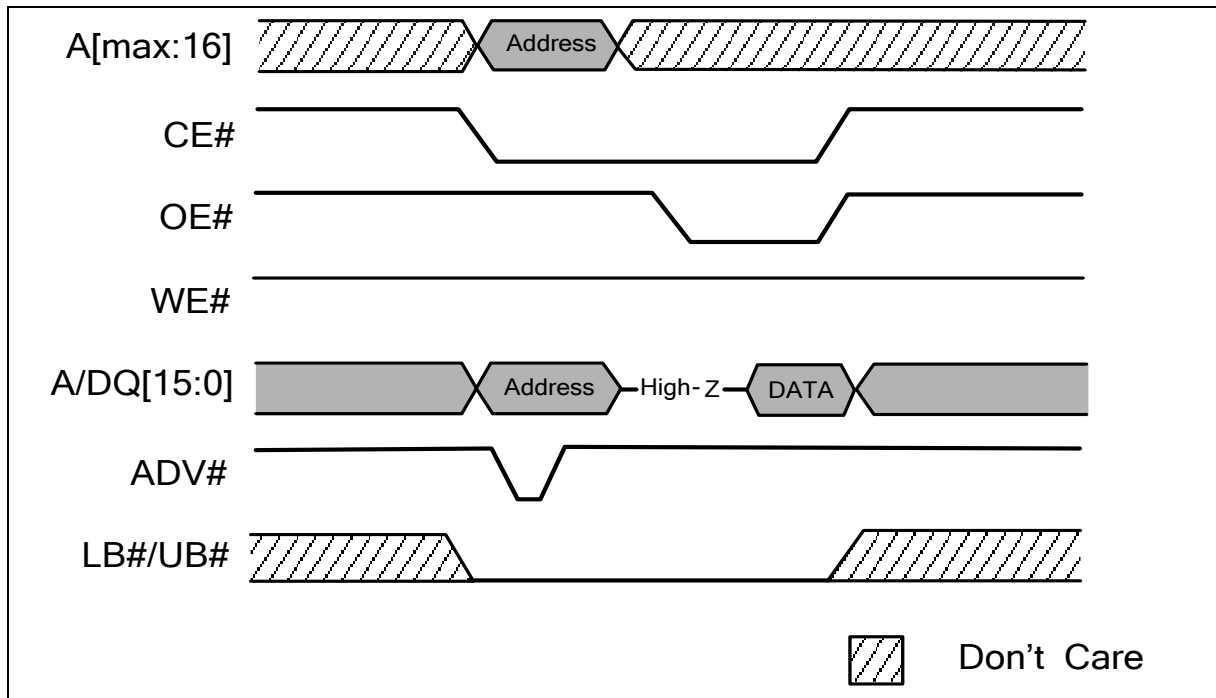 A[max:16]
Address
CE#
OE#
WE#
A/DQ[15:0]
Address
High-Z
DATA
ADV#
LB#/UB#
Don't Care